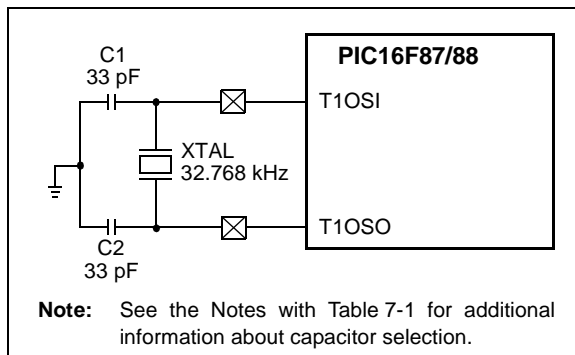 C1
33 pF
PIC16F87/88
T1OSI
XTAL
32.768 kHz
T1OSO
C2
33 pF
Note: See the Notes with Table 7-1 for additional
information about capacitor selection.